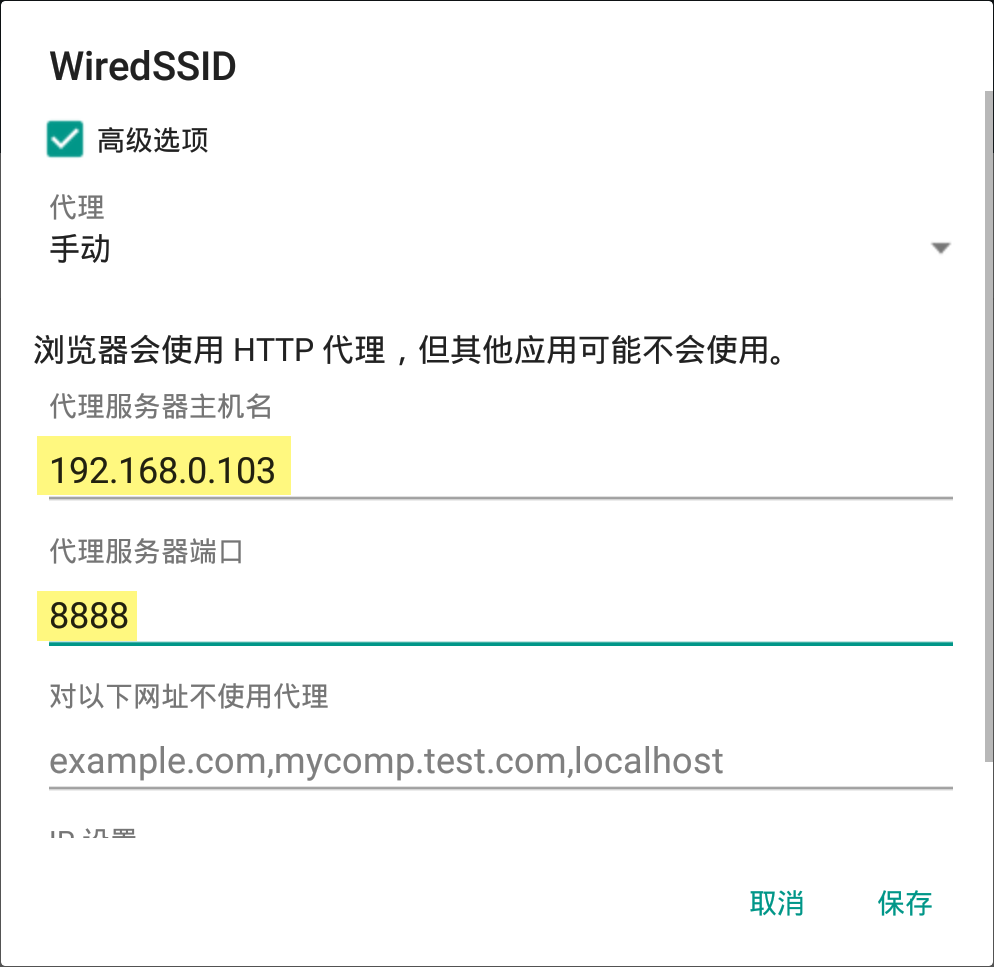 WiredSSID
高级选项
代理
手动
浏览器会使用 HTTP 代理，但其他应用可能不会使用。
代理服务器主机名
192.168.0.103
代理服务器端口
8888
对以下网址不使用代理
example.com,mycomp.test.com,localhost
IP 设置
取消 保存